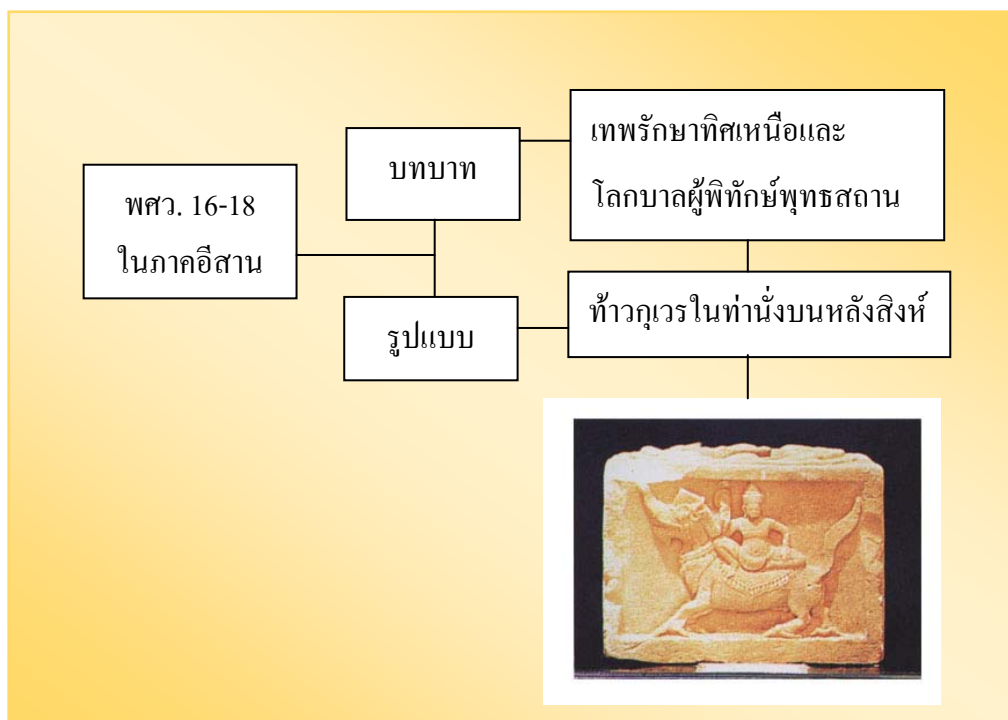 พศว. 16-18
ในภาคอีสาน
บทบาท
เทพรักษาทิศเหนือและ
โลกบาลผู้พิทักษ์พุทธสถาน
รูปแบบ
ท้าวกุเวรในท่านั่งบนหลังสิงห์